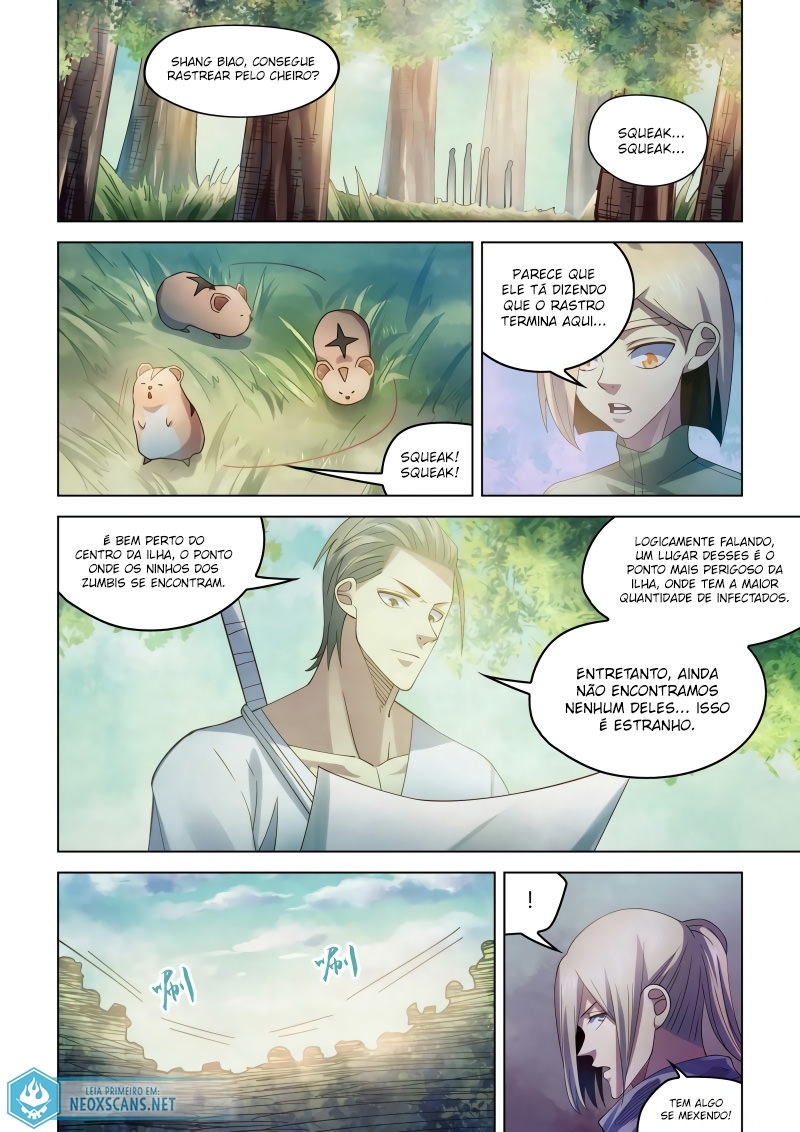 SHANG BIAO, CONSEGUE
RASTREAR PELO CHEIRO?
SQUEAK...
SQUEAK...
SQUEAK!
SQUEAK!
PARECE QUE
ELE TÁ DIZENDO
QUE O RASTRO
TERMINA AQUI...
É BEM PERTO DO
CENTRO DA ILHA, O PONTO
ONDE OS NINHOS DOS
ZUMBIS SE ENCONTRAM.
LOGICAMENTE FALANDO,
UM LUGAR DESSES É O
PONTO MAIS PERIGOSO DA
ILHA, ONDE TEM A MAIOR
QUANTIDADE DE INFECTADOS.
ENTRETANTO, AINDA
NÃO ENCONTRAMOS
NENHUM DELES... ISSO
É ESTRANHO.
唰
唰
!
TEM ALGO
SE MEXENDO!
LEIA PRIMEIRO EM:
NEOXSCANS.NET